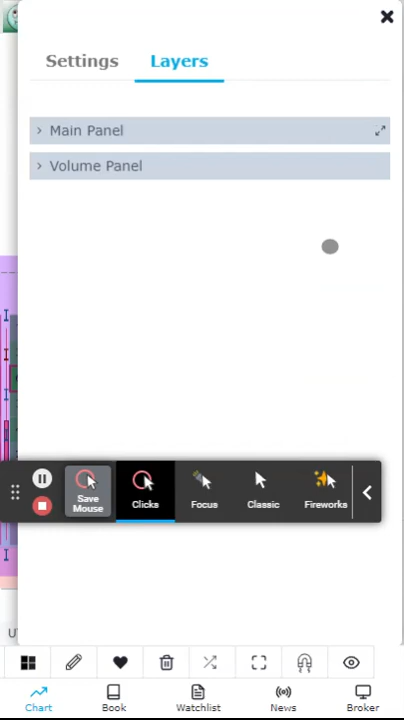 Settings
Layers
Main Panel
Volume Panel
Save
Mouse
Clicks
Focus
Classic
Fireworks
U
Chart
Book
Watchlist
News
Broker